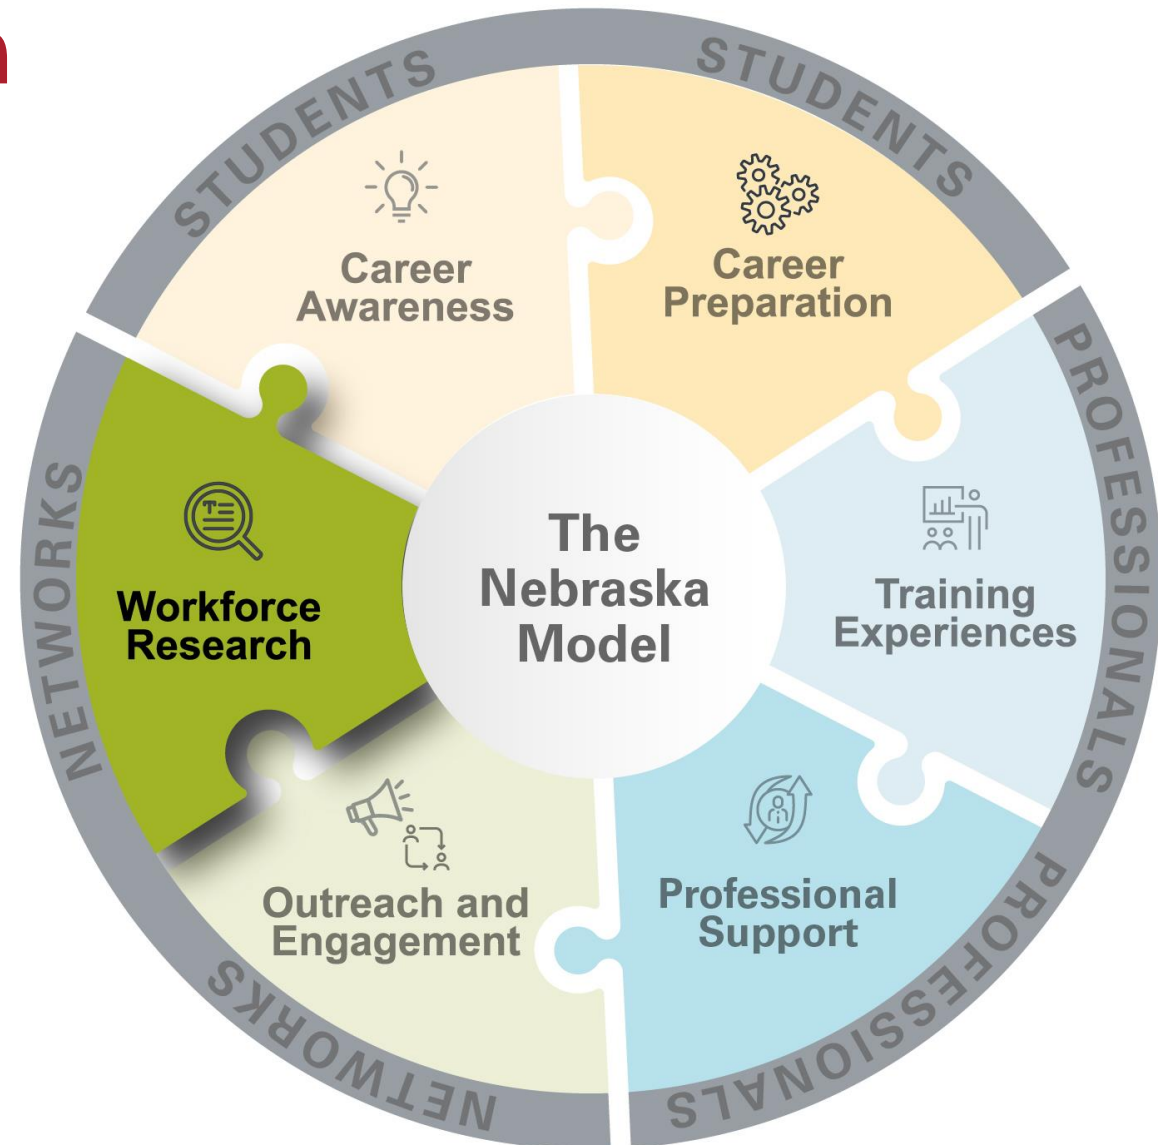 STUDENTS
STUDENTS
Career
Awareness
Career
Preparation
PROFESSIONALS
NETWORKS
Workforce
Research
The
Nebraska
Model
Training
Experiences
Outreach and
Engagement
Professional
Support
NETWORKS
PROFESSIONALS